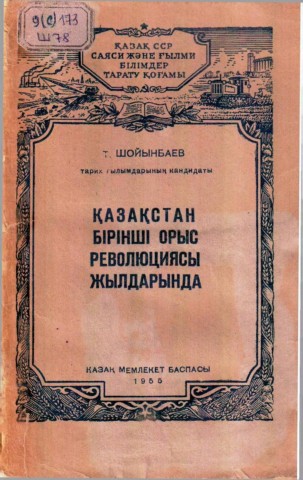 9(с)173
Ш78
ҚАЗАҚ ССР
САЯСИ ЖӘНЕ ҒЫЛМИ
БІЛІМДЕР
ТАРАТУ ҚОҒАМЫ
Т. ШОЙЫНБАЕВ
тарих ғылымдарының кандидаты
ҚАЗАҚСТАН
БІРІНШІ ОРЫС
РЕВОЛЮЦИЯСЫ
ЖЫЛДАРЫНДА
ҚАЗАҚ МЕМЛЕКЕТ БАСПАСЫ
1955